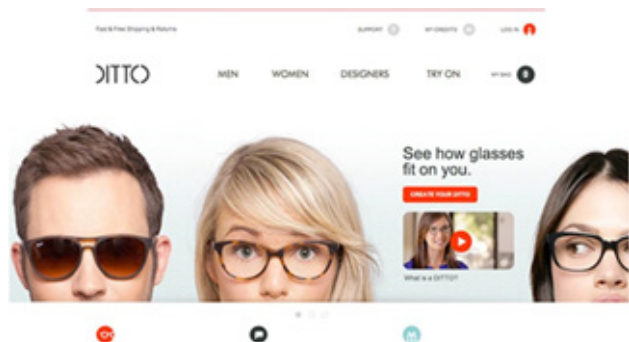 Fast & Free Shipping & Returns
SUPPORT
MY CREDITS
LOG IN
DITTO
MEN
WOMEN
DESIGNERS
TRY ON
MY BAG
0
See how glasses
fit on you.
CREATE YOUR DITTO
What is a DITTO?